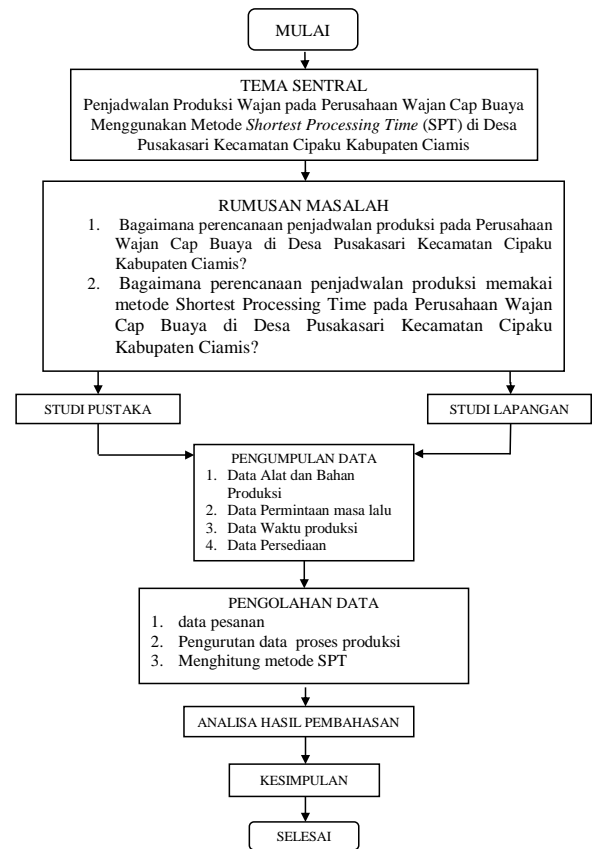 MULAI
TEMA SENTRAL
Penjadwalan Produksi Wajan pada Perusahaan Wajan Cap Buaya
Menggunakan Metode Shortest Processing Time (SPT) di Desa
Pusakasari Kecamatan Cipaku Kabupaten Ciamis
RUMUSAN MASALAH
1. Bagaimana perencanaan penjadwalan produksi pada Perusahaan
Wajan Cap Buaya di Desa Pusakasari Kecamatan Cipaku
Kabupaten Ciamis?
2. Bagaimana perencanaan penjadwalan produksi memakai
metode Shortest Processing Time pada Perusahaan Wajan
Cap Buaya di Desa Pusakasari Kecamatan Cipaku
Kabupaten Ciamis?
STUDI PUSTAKA
STUDI LAPANGAN
PENGUMPULAN DATA
1. Data Alat dan Bahan
Produksi
2. Data Permintaan masa lalu
3. Data Waktu produksi
4. Data Persediaan
PENGOLAHAN DATA
1. data pesanan
2. Pengurutan data proses produksi
3. Menghitung metode SPT
ANALISA HASIL PEMBAHASAN
KESIMPULAN
SELESAI